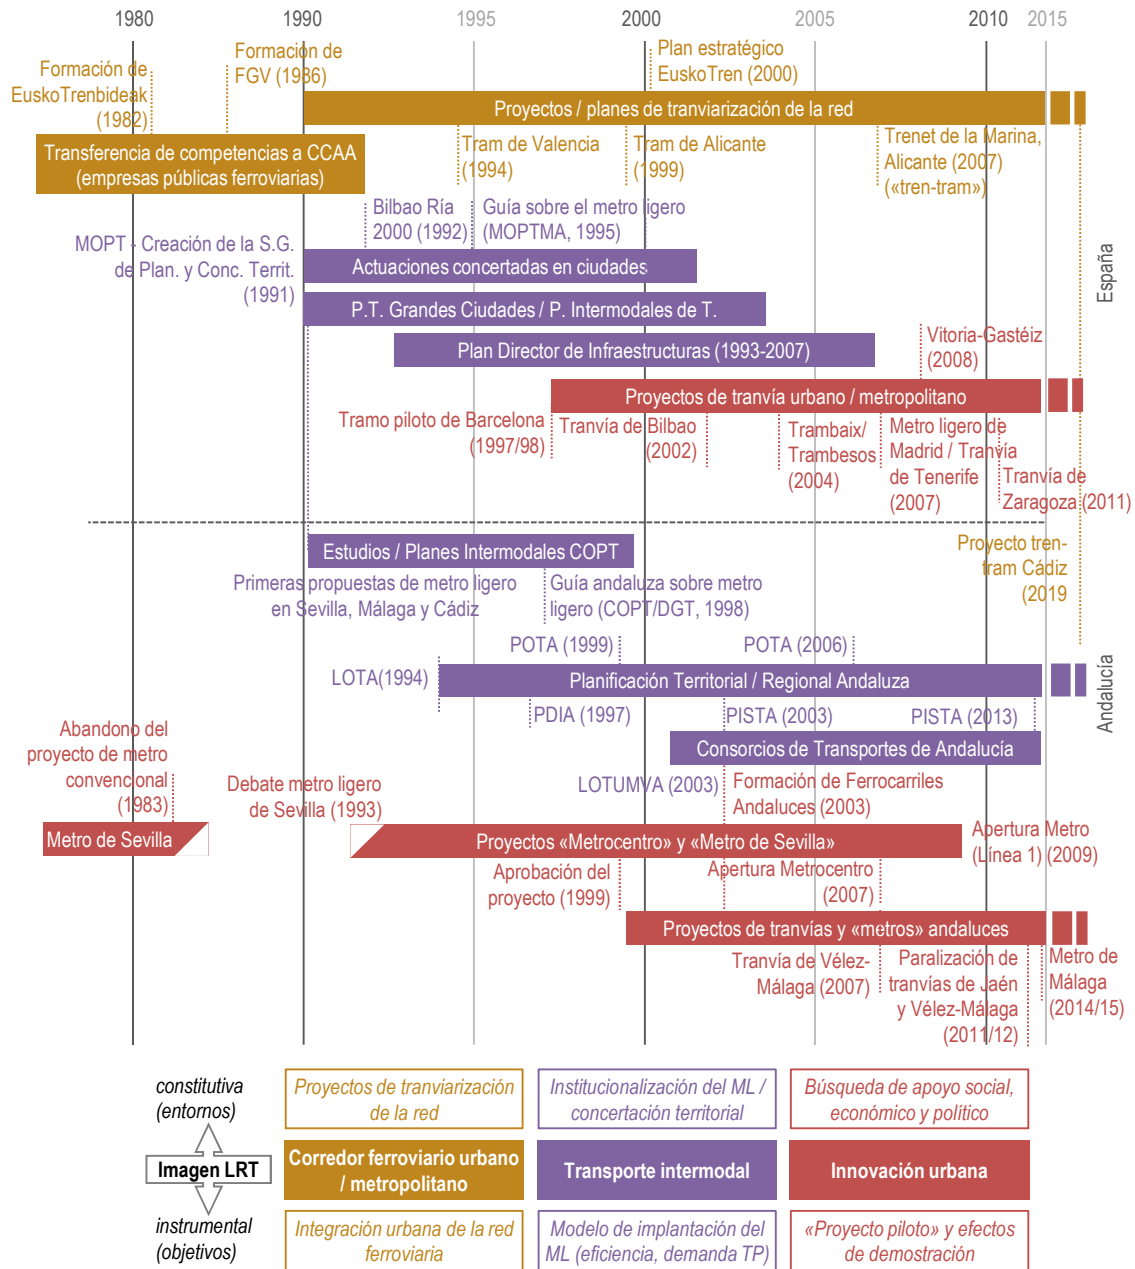 1980
1990
1995
2000
2005
2010
2015
Formación de
FGV (1986)
Formación de
EuskoTrenbideak
(1982)
Plan estratégico
EuskoTren (2000)
Proyectos / planes de tranviarización de la red
Transferencia de competencias a CCAA
(empresas públicas ferroviarias)
Tram de Valencia
(1994)
Tram de Alicante
(1999)
Trenet de la Marina,
Alicante (2007)
(«tren-tram»)
Bilbao Ría
2000 (1992)
Guía sobre el metro ligero
(MOPTMA, 1995)
MOPT - Creación de la S.G.
de Plan. y Conc. Territ.
(1991)
España
Actuaciones concertadas en ciudades
P.T. Grandes Ciudades / P. Intermodales de T.
Plan Director de Infraestructuras (1993-2007)
Vitoria-Gastéiz
(2008)
Proyectos de tranvía urbano / metropolitano
Tramo piloto de Barcelona
(1997/98)
Tranvía de Bilbao
(2002)
Trambaix/
Trambesos
(2004)
Metro ligero de
Madrid / Tranvía
de Tenerife
(2007)
Tranvía de
Zaragoza (2011)
Estudios / Planes Intermodales COPT
Proyecto tren-
tram Cádiz
(2019
Primeras propuestas de metro ligero
en Sevilla, Málaga y Cádiz
Guía andaluza sobre metro
ligero (COPT/DGT, 1998)
POTA (1999)
POTA (2006)
Andalucía
LOTA(1994)
Planificación Territorial / Regional Andaluza
PDIA (1997)
PISTA (2003)
PISTA (2013)
Consorcios de Transportes de Andalucía
Abandono del
proyecto de metro
convencional
(1983)
Debate metro ligero
de Sevilla (1993)
LOTUMVA (2003)
Formación de Ferrocarriles
Andaluces (2003)
Metro de Sevilla
Proyectos «Metrocentro» y «Metro de Sevilla»
Apertura Metro
(Línea 1) (2009)
Aprobación del
proyecto (1999)
Apertura Metrocentro
(2007)
Proyectos de tranvías y «metros» andaluces
Tranvía de Vélez-
Málaga (2007)
Paralización de
tranvías de Jaén
y Vélez-Málaga
(2011/12)
Metro de
Málaga
(2014/15)
constitutiva
(entornos)
Proyectos de tranviarización
de la red
Institucionalización del ML /
concertación territorial
Búsqueda de apoyo social,
económico y político
Imagen LRT
Corredor ferroviario urbano
/ metropolitano
Transporte intermodal
Innovación urbana
instrumental
(objetivos)
Integración urbana de la red
ferroviaria
Modelo de implantación del
ML (eficiencia, demanda TP)
«Proyecto piloto» y efectos
de demostración